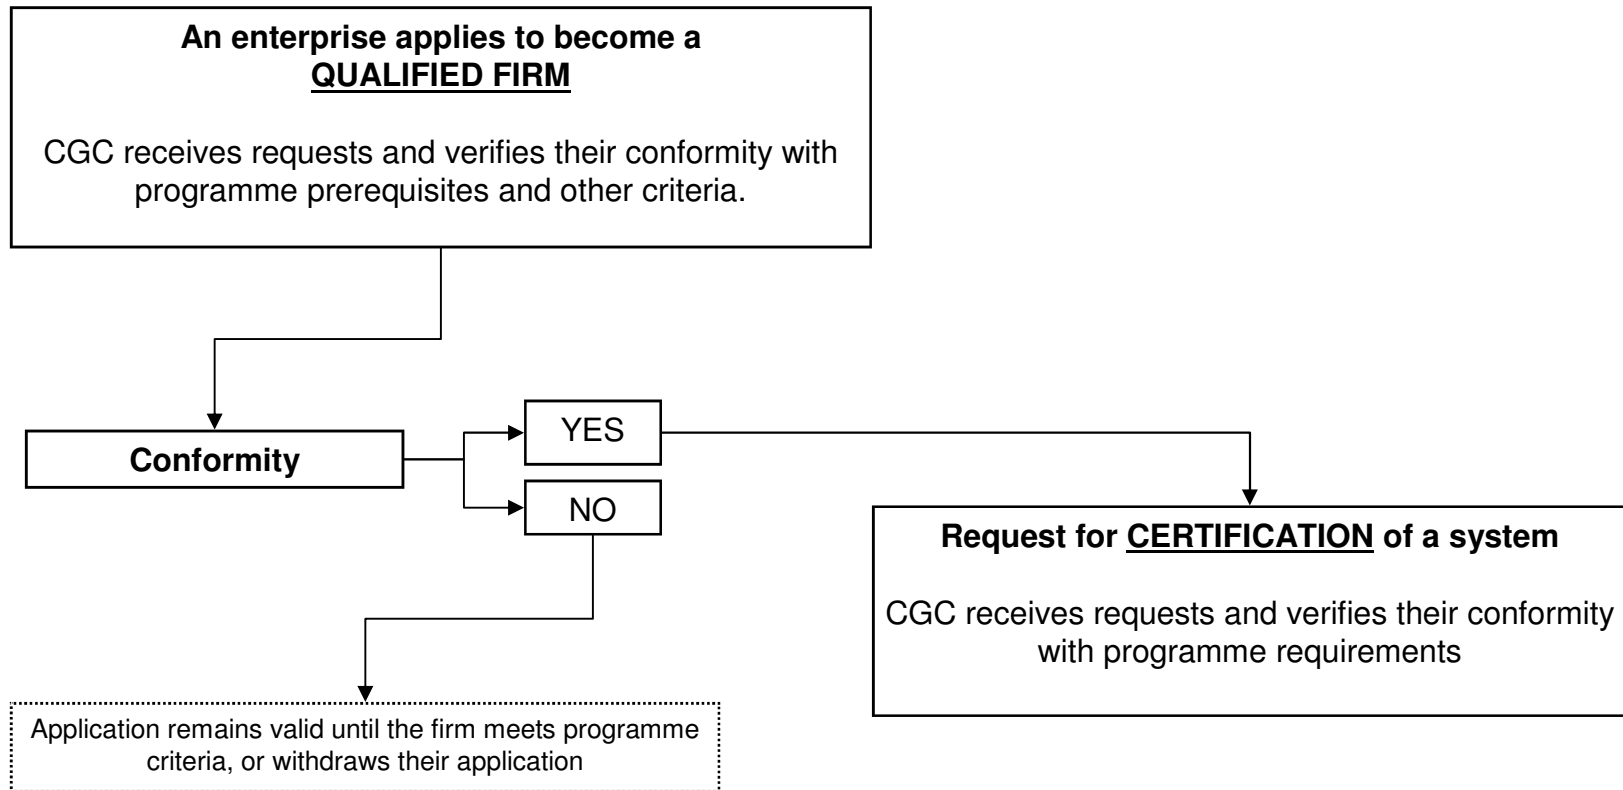 An enterprise applies to become a
QUALIFIED FIRM
CGC receives requests and verifies their conformity with
programme prerequisites and other criteria.
Conformity
YES
NO
Request for CERTIFICATION of a system
CGC receives requests and verifies their conformity
with programme requirements
Application remains valid until the firm meets programme
criteria, or withdraws their application